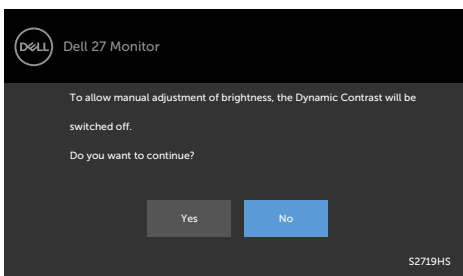 DELL
Dell 27 Monitor
To allow manual adjustment of brightness, the Dynamic Contrast will be
switched off.
Do you want to continue?
Yes
No
S2719HS